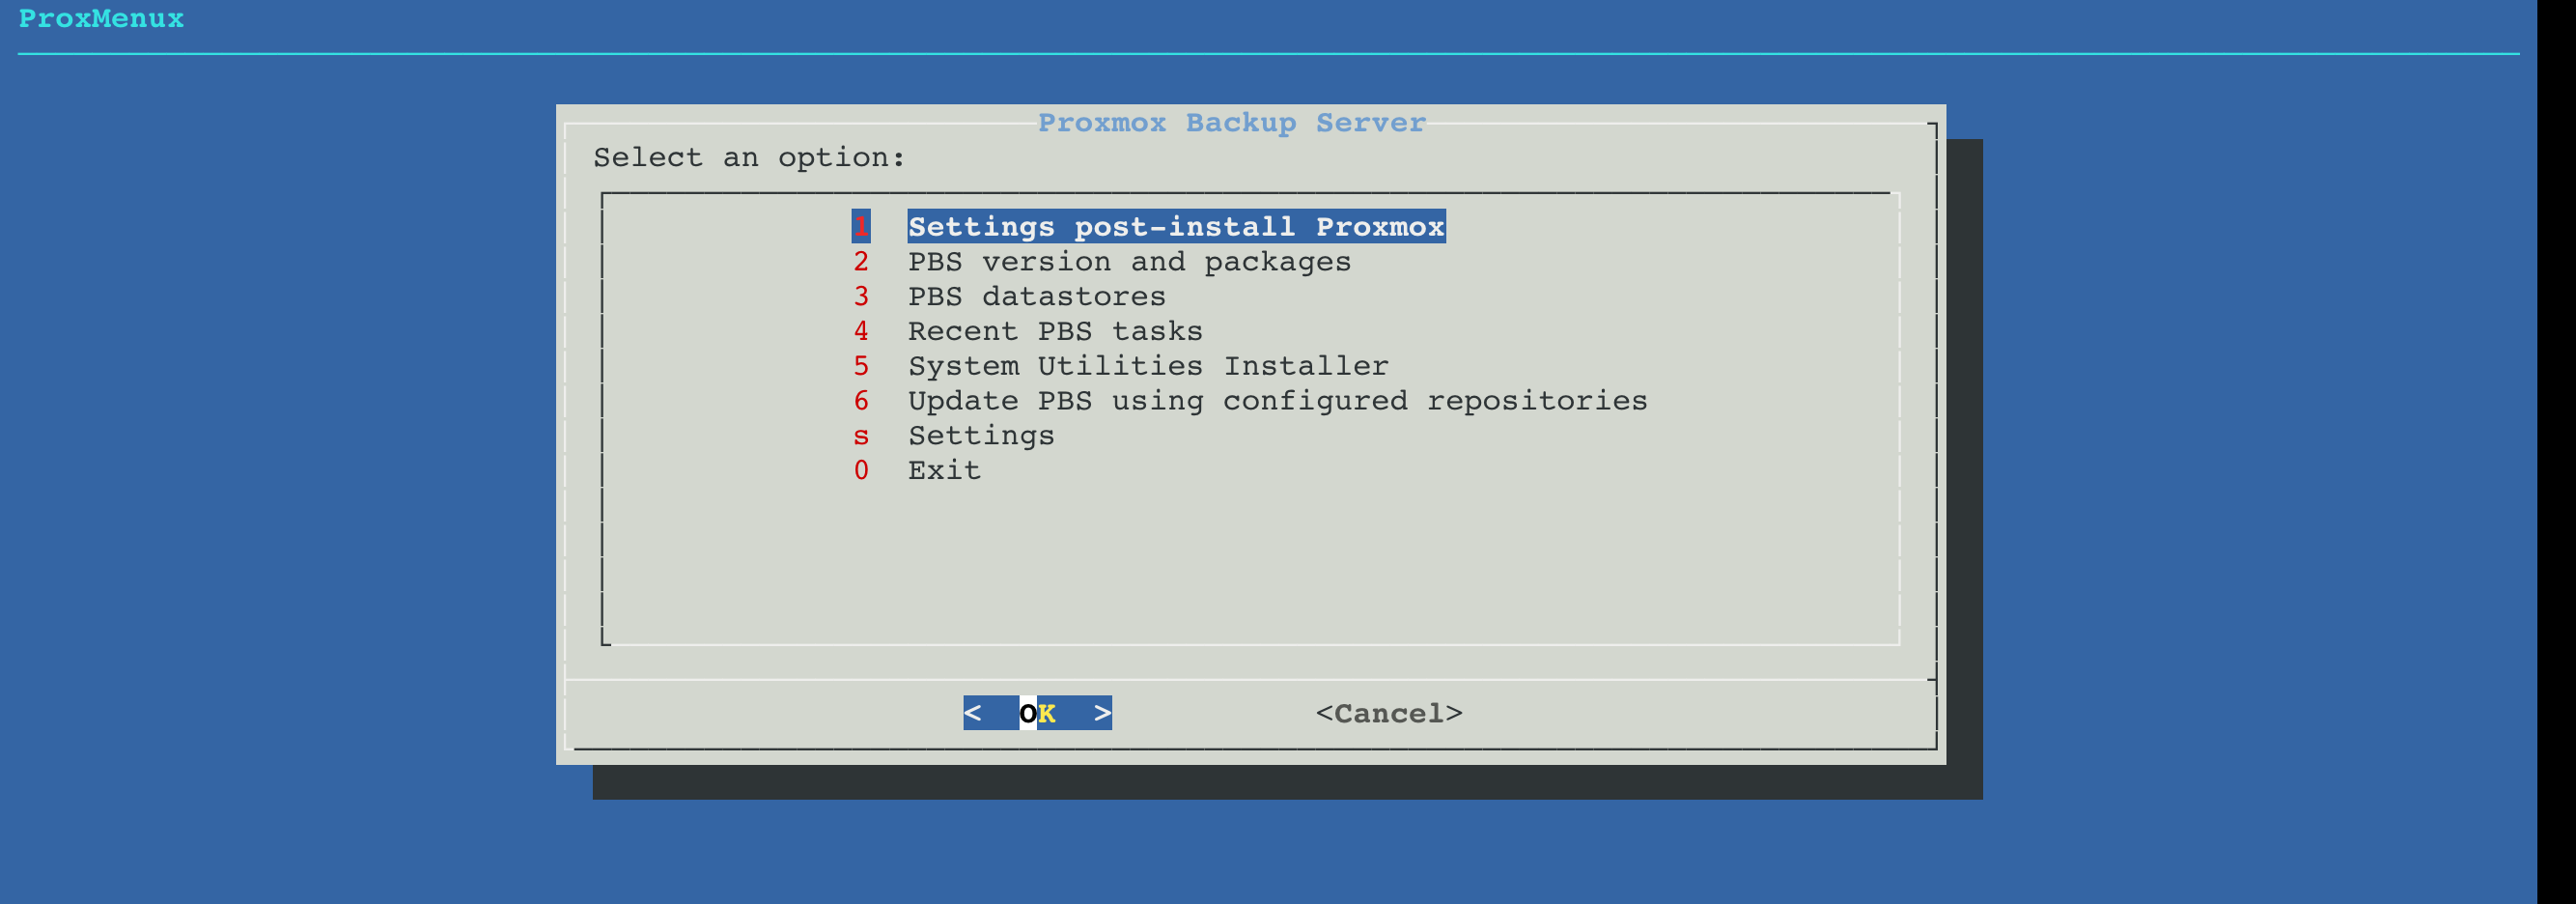 ProxMenux
Proxmox Backup Server
Select an option:
1 Settings post-install Proxmox
2 PBS version and packages
3 PBS datastores
4 Recent PBS tasks
5 System Utilities Installer
6 Update PBS using configured repositories
s Settings
0 Exit
< OK > <Cancel>